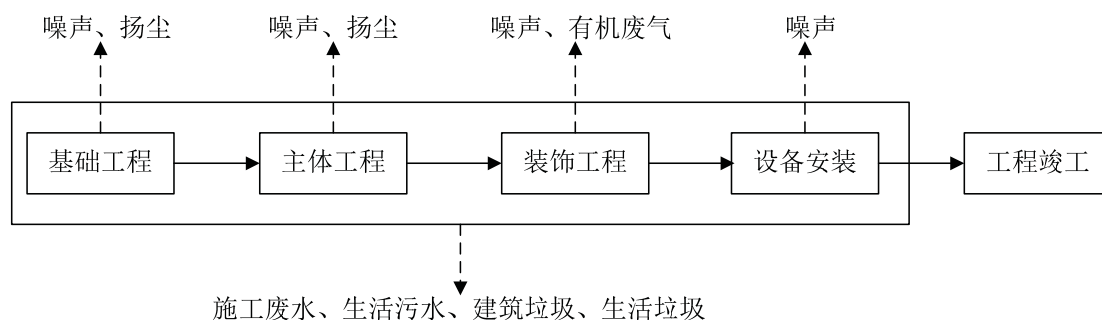 噪声、扬尘
噪声、扬尘
噪声、有机废气
噪声
基础工程
主体工程
装饰工程
设备安装
工程竣工
施工废水、生活污水、建筑垃圾、生活垃圾